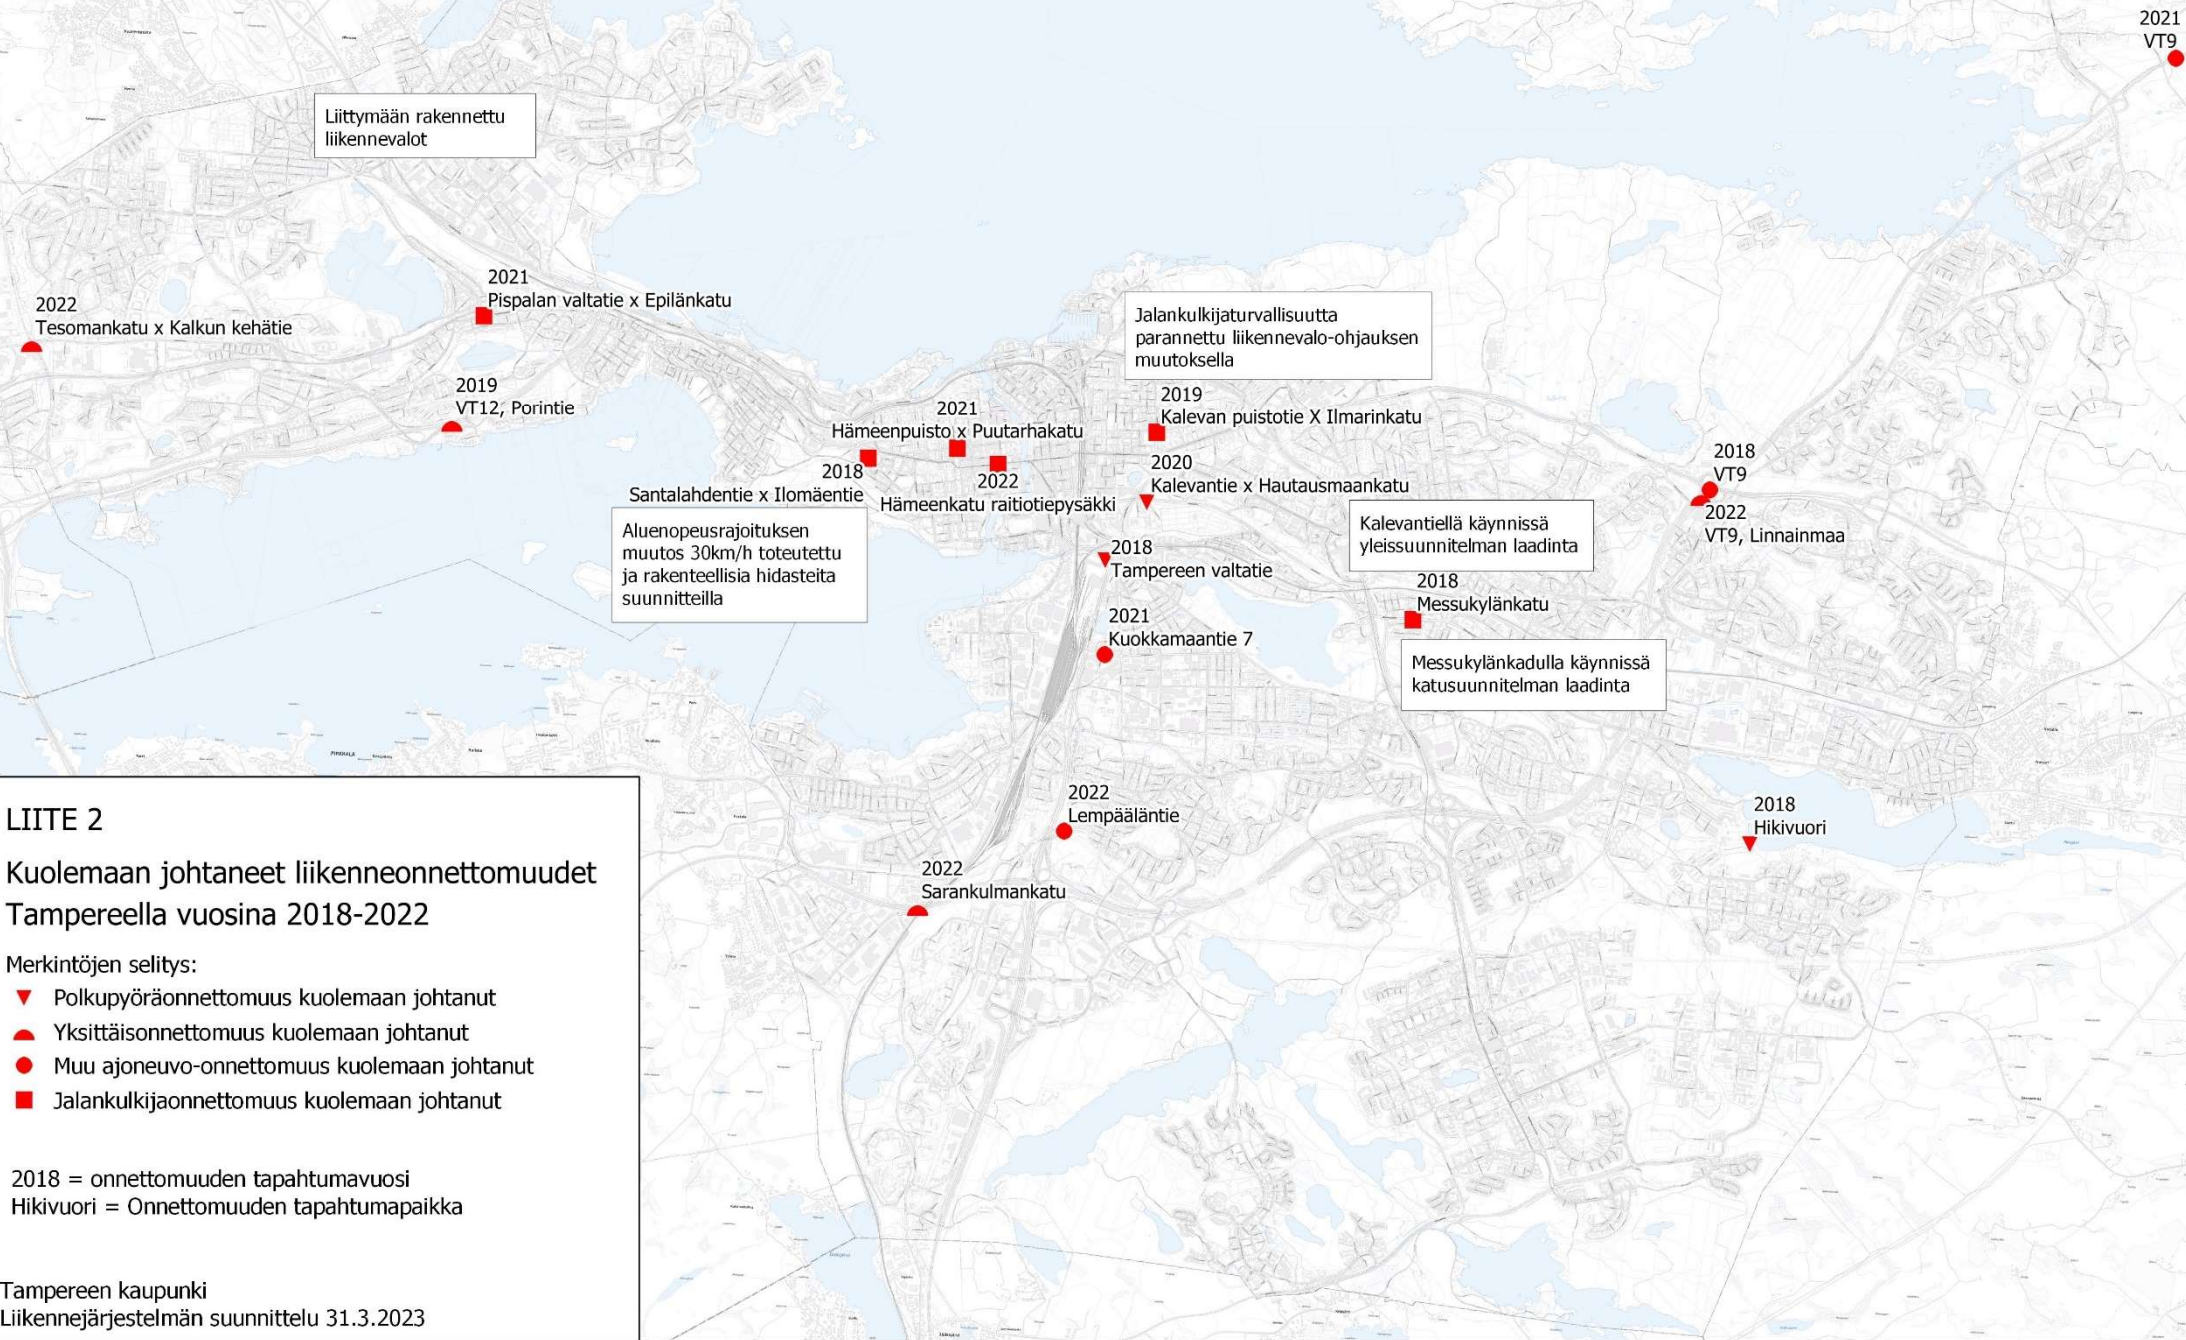 2021
VT9
Liittymään rakennettu
liikennevalot
2021
Pispalan valtatie x Epilänkatu
2022
Tesomankatu x Kalkun kehätie
2019
VT12, Porintie
Jalankulkijaturvallisuutta
parannettu liikennevalo-ohjauksen
muutoksella
2019
Kalevan puistotie X Ilmarinkatu
2021
Hämeenpuisto x Puutarhakatu
2018
Santalahdentie x Ilomäentie
2022
Hämeenkatu raitiotiepysäkki
2020
Kalevantie x Hautausmaankatu
2018
VT9
2022
VT9, Linnainmaa
Aluenopeusrajoituksen
muutos 30km/h toteutettu
ja rakenteellisia hidasteita
suunnitteilla
Kalevantiellä käynnissä
yleissuunnitelman laadinta
2018
Tampereen valtatie
2018
Messukylänkatu
2021
Kuokkamaantie 7
Messukylänkadulla käynnissä
katusuunnitelman laadinta
PIRKKALA
2022
Lempääläntie
2018
Hikivuori
2022
Sarankulmankatu
LIITE 2
Kuolemaan johtaneet liikenneonnettomuudet
Tampereella vuosina 2018-2022
Merkintöjen selitys:
Polkupyöräonnettomuus kuolemaan johtanut
Yksittäisonnettomuus kuolemaan johtanut
Muu ajoneuvo-onnettomuus kuolemaan johtanut
Jalankulkijaonnettomuus kuolemaan johtanut
2018 = onnettomuuden tapahtumavuosi
Hikivuori = Onnettomuuden tapahtumapaikka
Tampereen kaupunki
Liikennejärjestelmän suunnittelu 31.3.2023